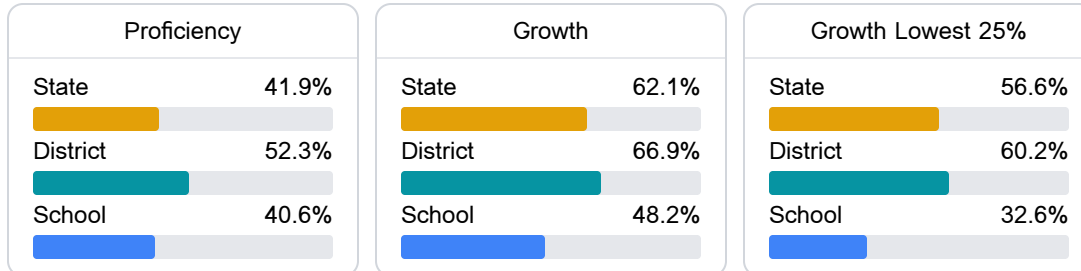 Proficiency
State 41.9%
District 52.3%
School 40.6%
Growth
State 62.1%
District 66.9%
School 48.2%
Growth Lowest 25%
State 56.6%
District 60.2%
School 32.6%